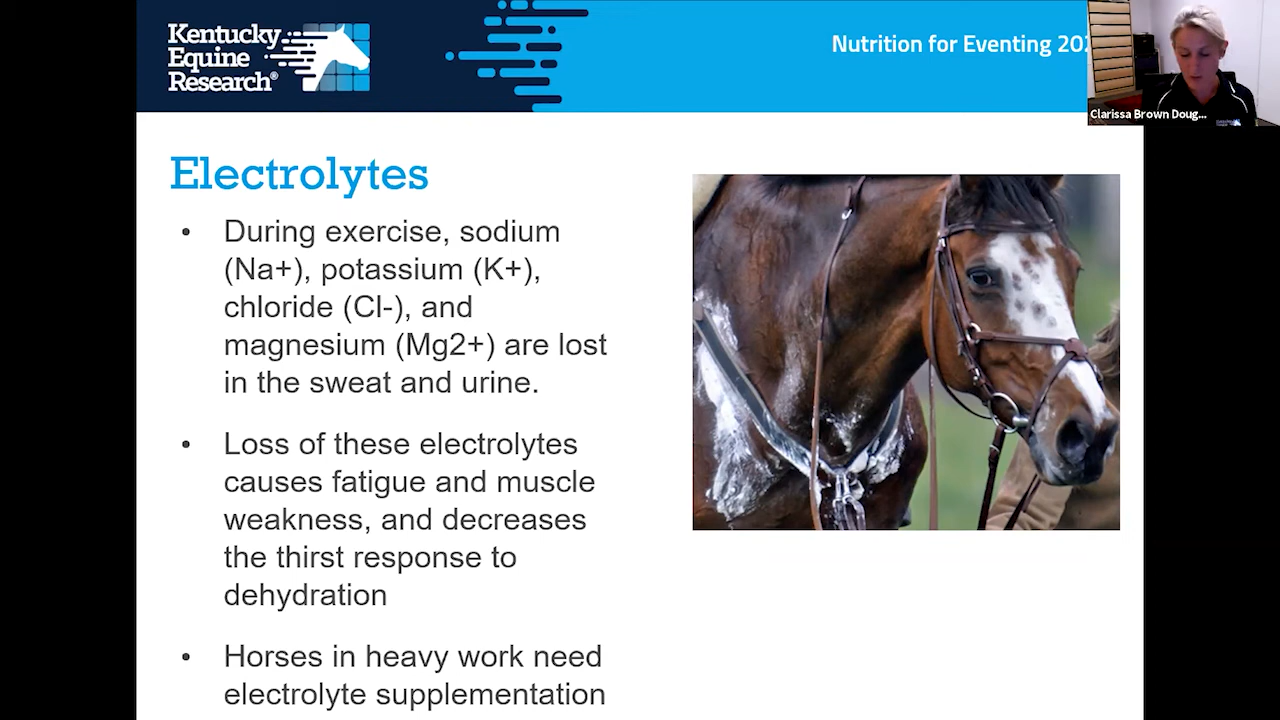 Kentucky
Equine
Research®
Nutrition for Eventing 202
Clarissa Brown Doug...
Electrolytes
• During exercise, sodium
(Na+), potassium (K+),
chloride (Cl-), and
magnesium (Mg2+) are lost
in the sweat and urine.
• Loss of these electrolytes
causes fatigue and muscle
weakness, and decreases
the thirst response to
dehydration
• Horses in heavy work need
electrolyte supplementation